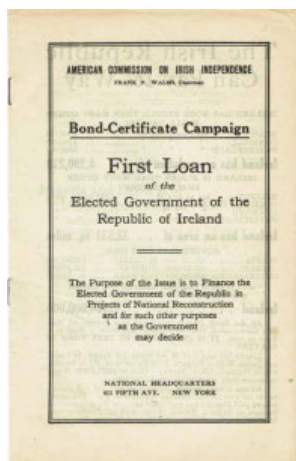 AMERICAN COMMISSION ON IRISH INDEPENDENCE
FRANK P. WALSH, Chairman
Bond-Certificate Campaign
First Loan
of the
Elected Government of the
Republic of Ireland
The Purpose of the Issue is to Finance the
Elected Government of the Republic in
Projects of National Reconstruction
and for such other purposes
as the Government
may decide
NATIONAL HEADQUARTERS
411 FIFTH AVE. NEW YORK